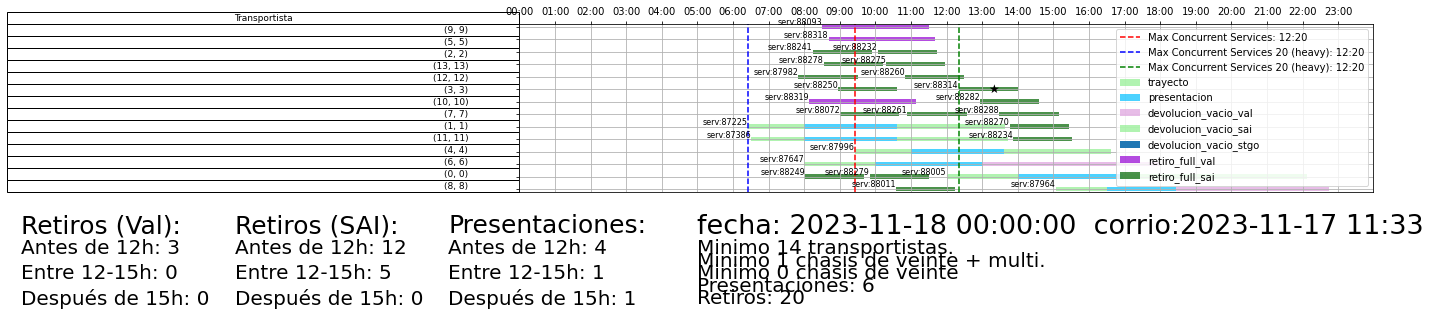 00:00 01:00 02:00 03:00 04:00 05:00 06:00 07:00 08:00 09:00 10:00 11:00 12:00 13:00 14:00 15:00 16:00 17:00 18:00 19:00 20:00 21:00 22:00 23:00
Transportista
(9, 9) serv:88093
(5, 5) serv:88318
(2, 2) serv:88241 serv:88232
(13, 13) serv:88278 serv:88275
(12, 12) serv:87982 serv:88260
(3, 3) serv:88250 serv:88314
(10, 10) serv:88319 serv:88282
(7, 7) serv:88072 serv:88261 serv:88288
(1, 1) serv:87225 serv:88270
(11, 11) serv:87386 serv:88234
(4, 4) serv:87996
(6, 6) serv:87647
(0, 0) serv:88249 serv:88279 serv:88005
(8, 8) serv:88011 serv:87964
Max Concurrent Services: 12:20
Max Concurrent Services 20 (heavy): 12:20
Max Concurrent Services 20 (heavy): 12:20
trayecto
presentacion
devolucion_vacio_val
devolucion_vacio_sai
devolucion_vacio_stgo
retiro_full_val
retiro_full_sai
Retiros (Val):
Antes de 12h: 3
Entre 12-15h: 0
Después de 15h: 0
Retiros (SAI):
Antes de 12h: 12
Entre 12-15h: 5
Después de 15h: 0
Presentaciones:
Antes de 12h: 4
Entre 12-15h: 1
Después de 15h: 1
fecha: 2023-11-18 00:00:00 corrio:2023-11-17 11:33
Minimo 14 transportistas.
Minimo 1 chasis de veinte + multi.
Minimo 0 chasis de veinte
Presentaciones: 6
Retiros: 20